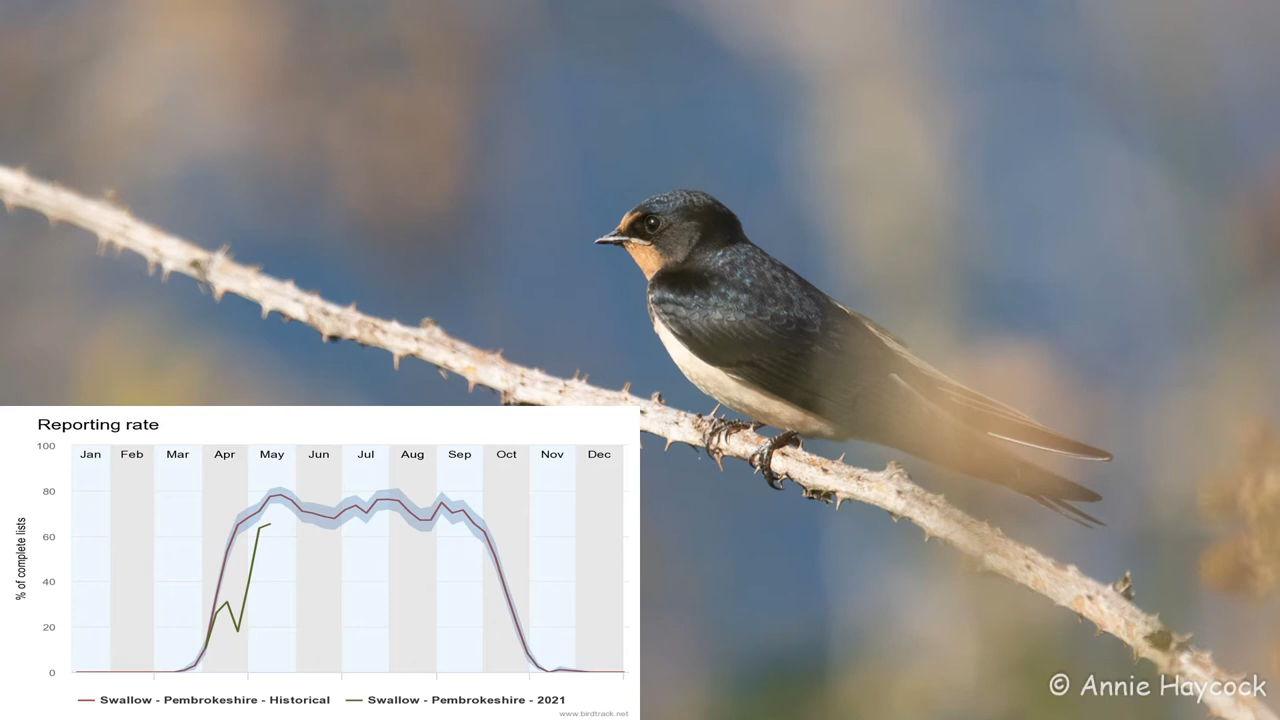 Reporting rate
100
Jan Feb Mar Apr May Jun Jul Aug Sep Oct Nov Dec
80
60
40
20
0
% of complete lists
Swallow - Pembrokeshire - Historical Swallow - Pembrokeshire - 2021
www.birdtrack.net
© Annie Haycock